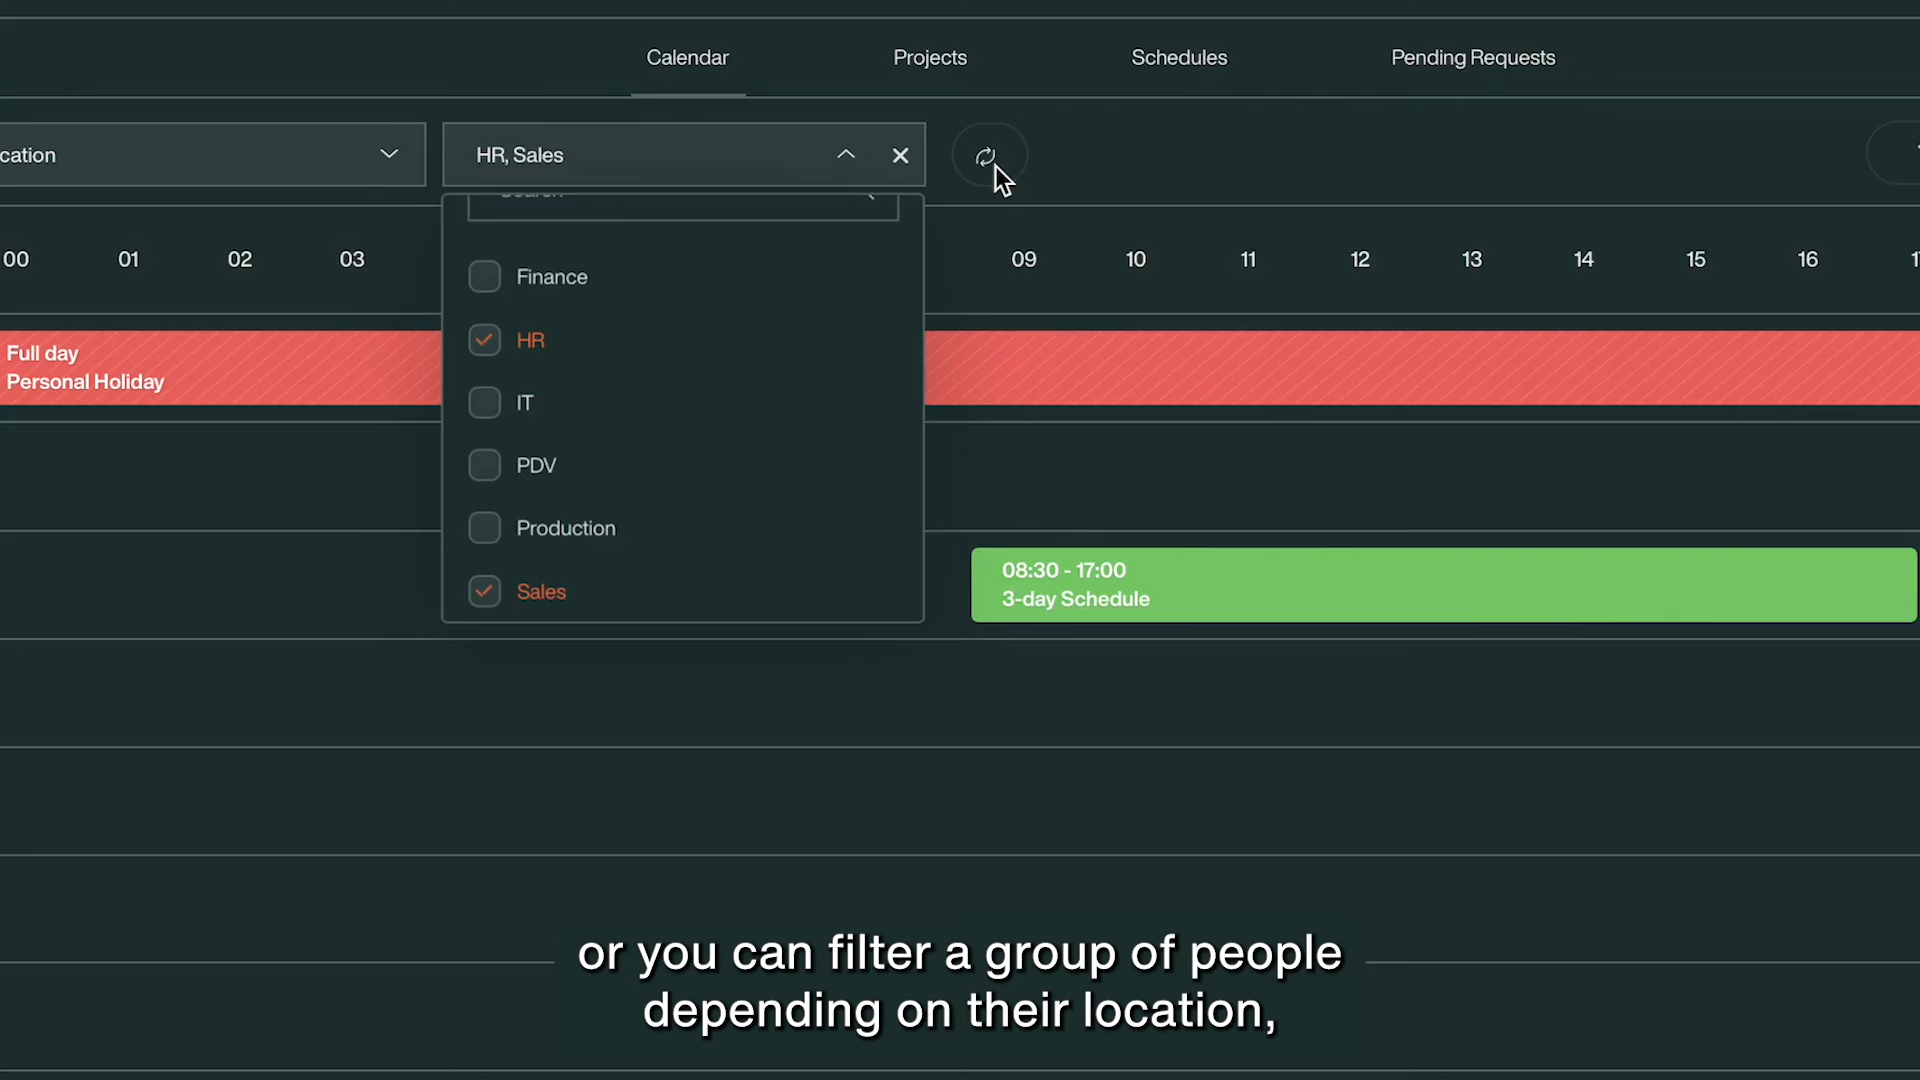 Calendar Projects Schedules Pending Requests
cation HR, Sales
00 01 02 03 09 10 11 12 13 14 15 16
Finance
HR
IT
PDV
Production
Sales
Full day
Personal Holiday
08:30 - 17:00
3-day Schedule
or you can filter a group of people
depending on their location,